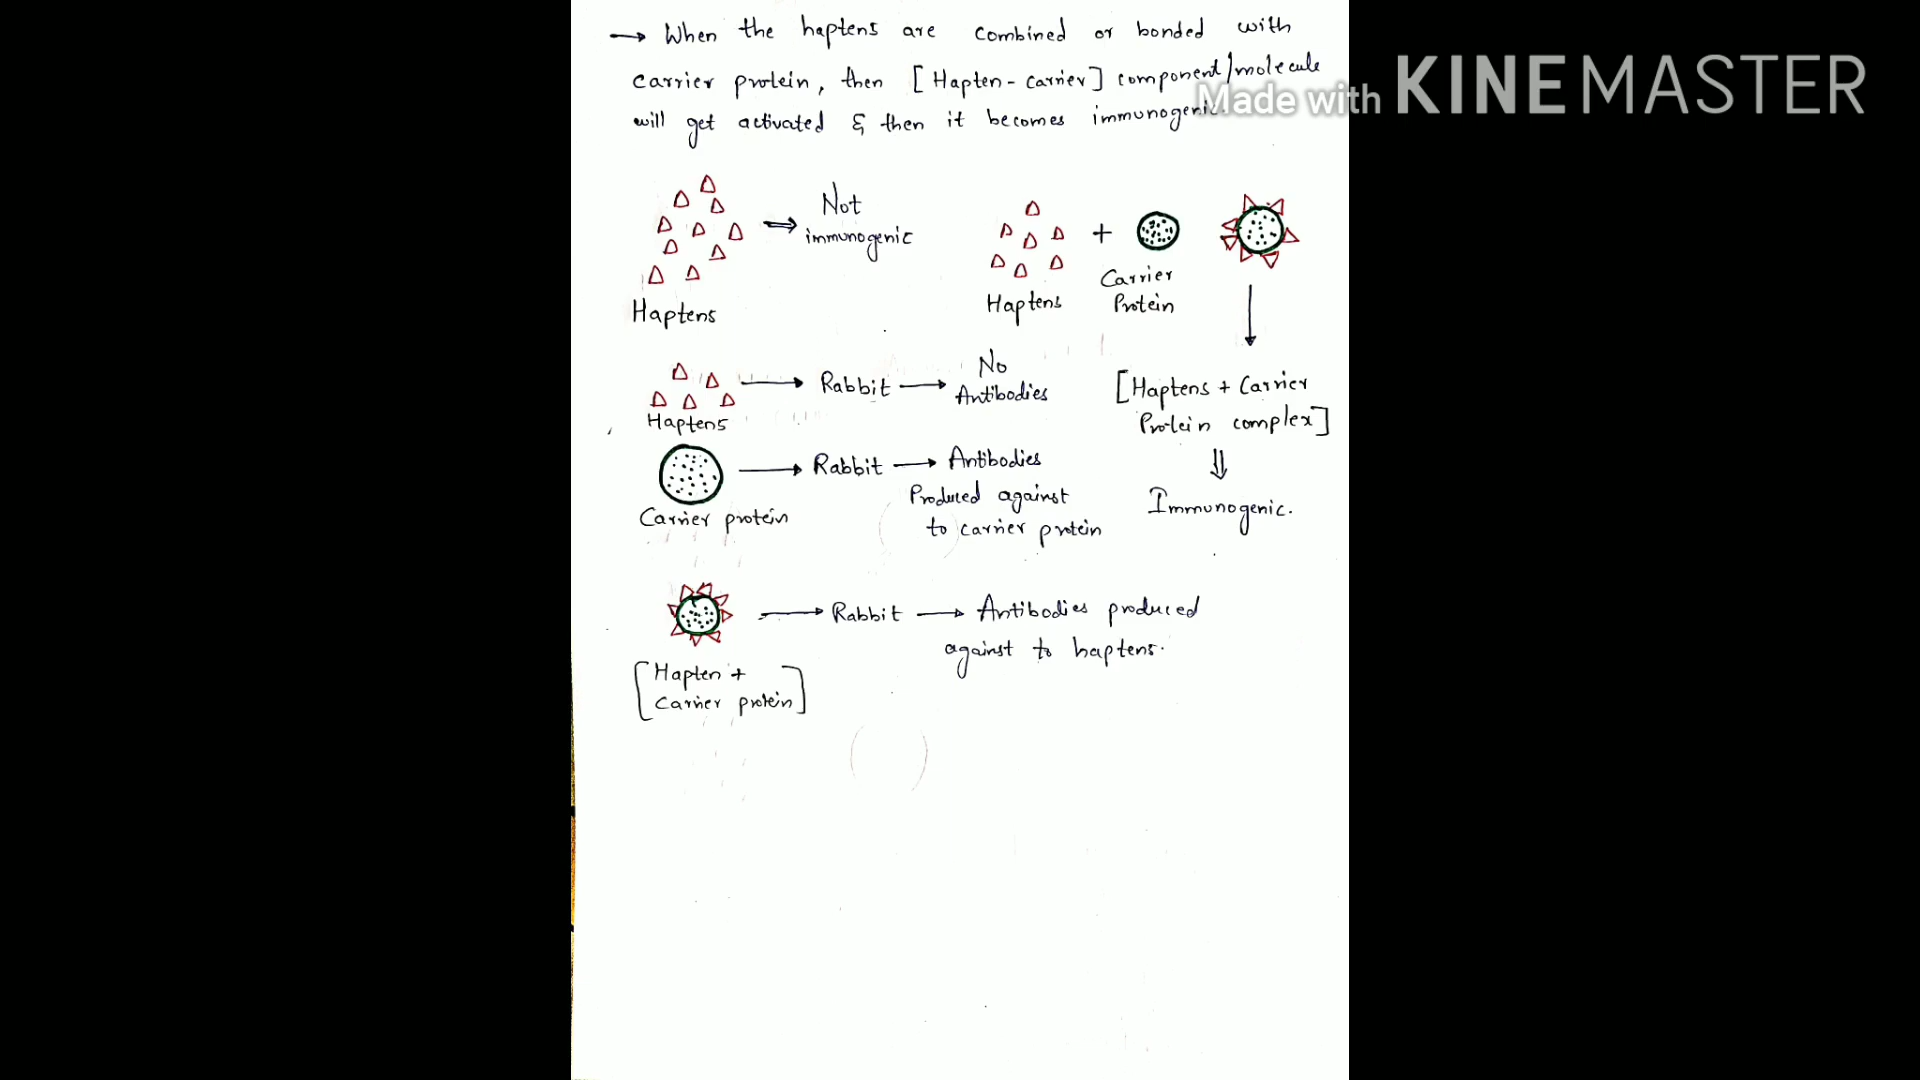 → When the haptens are combined or bonded with
carrier protein, then [Hapten - carrier] component/molecule
will get activated & then it becomes immunogenic.
Made with KINEMASTER
Not
immunogenic
Haptens
+
Haptens
Carrier
Protein
Haptens
Rabbit
No
Antibodies
[Haptens + Carrier
Protein complex]
Immunogenic.
Carrier protein
Rabbit
Antibodies
Produced against
to carrier protein
[Hapten +
Carrier protein]
Rabbit
Antibodies produced
against to haptens.